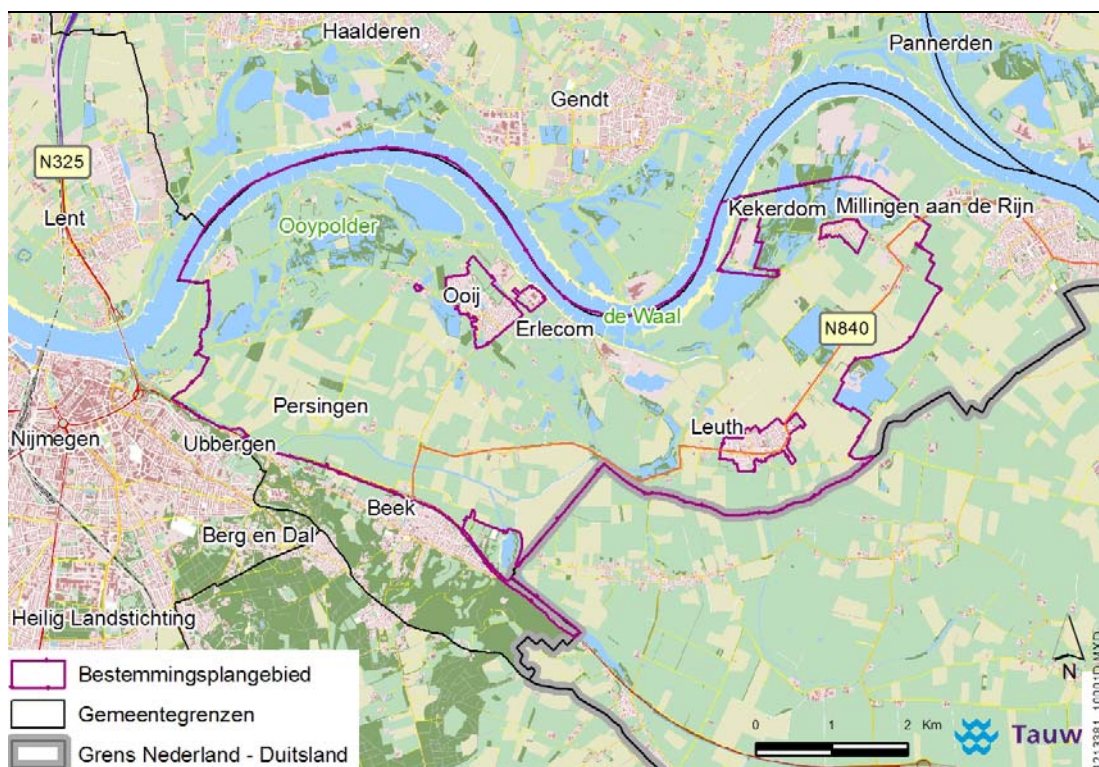 Haalderen
Pannerden
Gendt
N325
Lent
Ooypolder
Kekerdom
Millingen aan de Rijn
Ooij
Erlecom
de Waal
N840
Persingen
Leuth
Nijmegen
Ubbergen
Beek
Berg en Dal
Heilig Landstichting
Bestemmingsplangebied
Gemeentegrenzen
Grens Nederland - Duitsland
0 1 2 Km
N
Tauw